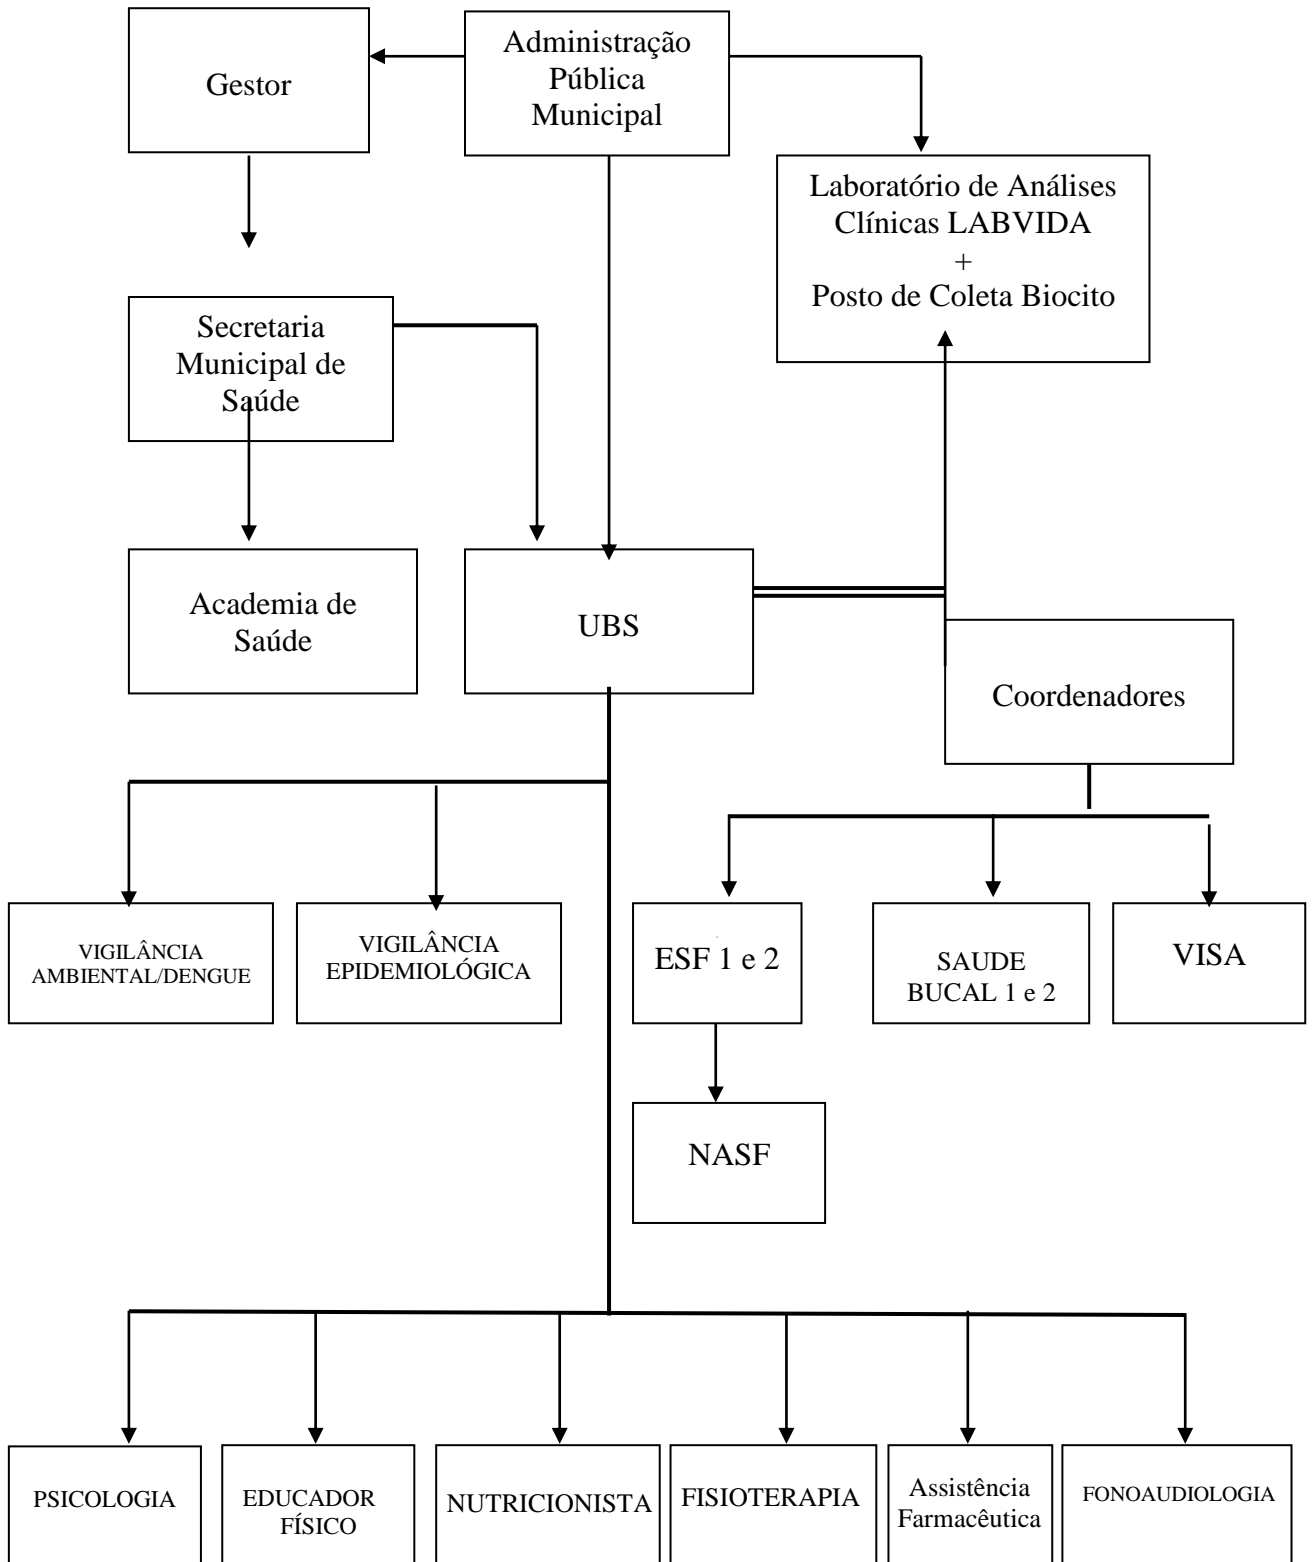 Gestor
Administração
Pública
Municipal
Laboratório de Análises
Clínicas LABVIDA
+
Posto de Coleta Biocito
Secretaria
Municipal de
Saúde
Academia de
Saúde
UBS
Coordenadores
VIGILÂNCIA
AMBIENTAL/DENGUE
VIGILÂNCIA
EPIDEMIOLÓGICA
ESF 1 e 2
SAUDE
BUCAL 1 e 2
VISA
NASF
PSICOLOGIA
EDUCADOR
FÍSICO
NUTRICIONISTA
FISIOTERAPIA
Assistência
Farmacêutica
FONOAUDIOLOGIA